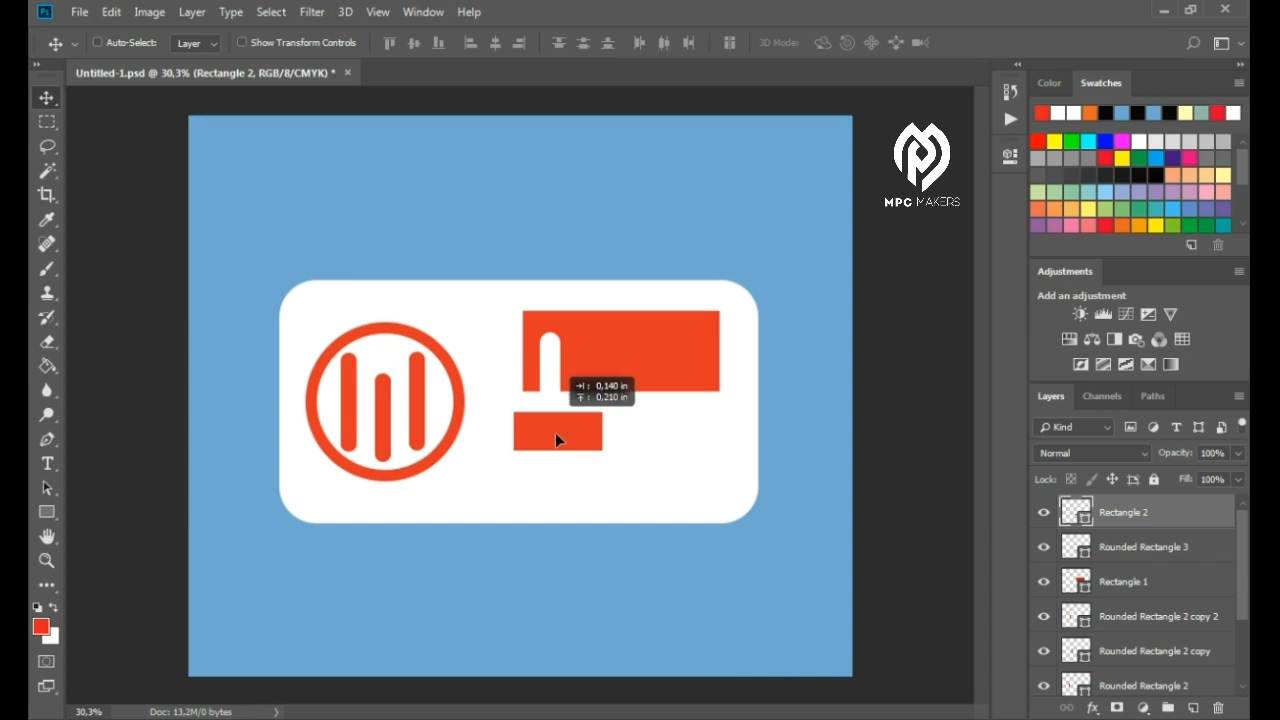 Ps File Edit Image Layer Type Select Filter 3D View Window Help
Auto-Select: Layer Show Transform Controls 3D Mode:
Untitled-1.psd @ 30,3% (Rectangle 2, RGB/8/CMYK) *
Color Swatches
MPC MAKERS
Adjustments
Add an adjustment
0,140 in
0,210 in
Layers Channels Paths
Kind
Normal Opacity: 100%
Lock: Fill: 100%
Rectangle 2
Rounded Rectangle 3
Rectangle 1
Rounded Rectangle 2 copy 2
Rounded Rectangle 2 copy
Rounded Rectangle 2
30,3% Doc: 13,2M/0 bytes